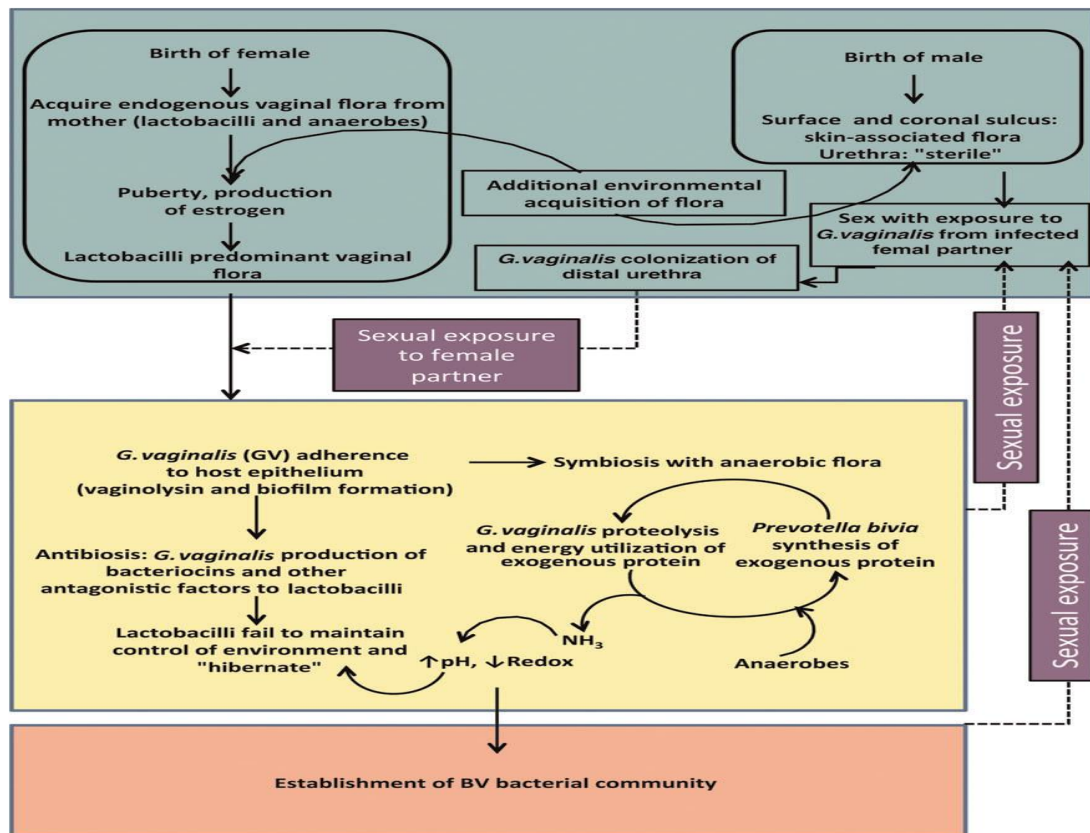 Birth of female
Acquire endogenous vaginal flora from
mother (lactobacilli and anaerobes)
Puberty, production
of estrogen
Lactobacilli predominant vaginal
flora
Birth of male
Surface and coronal sulcus:
skin-associated flora
Urethra: "sterile"
Additional environmental
acquisition of flora
Sex with exposure to
G.vaginalis from infected
femal partner
G.vaginalis colonization of
distal urethra
Sexual exposure
to female
partner
Sexual exposure
Sexual exposure
G.vaginalis (GV) adherence
to host epithelium
(vaginolysin and biofilm formation)
Symbiosis with anaerobic flora
Antibiosis: G.vaginalis production of
bacteriocins and other
antagonistic factors to lactobacilli
Lactobacilli fail to maintain
control of environment and
"hibernate"
G.vaginalis proteolysis
and energy utilization of
exogenous protein
Prevotella bivia
synthesis of
exogenous protein
NH₃
↑pH, ↓Redox
Anaerobes
Establishment of BV bacterial community